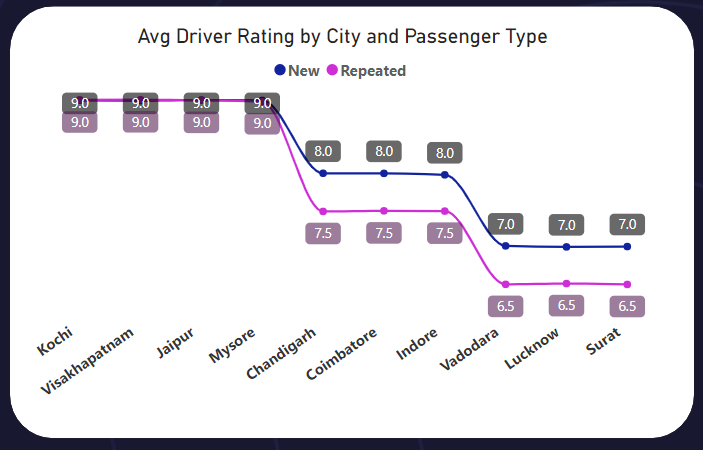 Avg Driver Rating by City and Passenger Type
New Repeated
9.0 9.0 9.0 9.0
9.0 9.0 9.0 9.0
8.0 8.0 8.0
7.5 7.5 7.5
7.0 7.0 7.0
6.5 6.5 6.5
Kochi
Visakhapatnam
Jaipur
Mysore
Chandigarh
Coimbatore
Indore
Vadodara
Lucknow
Surat